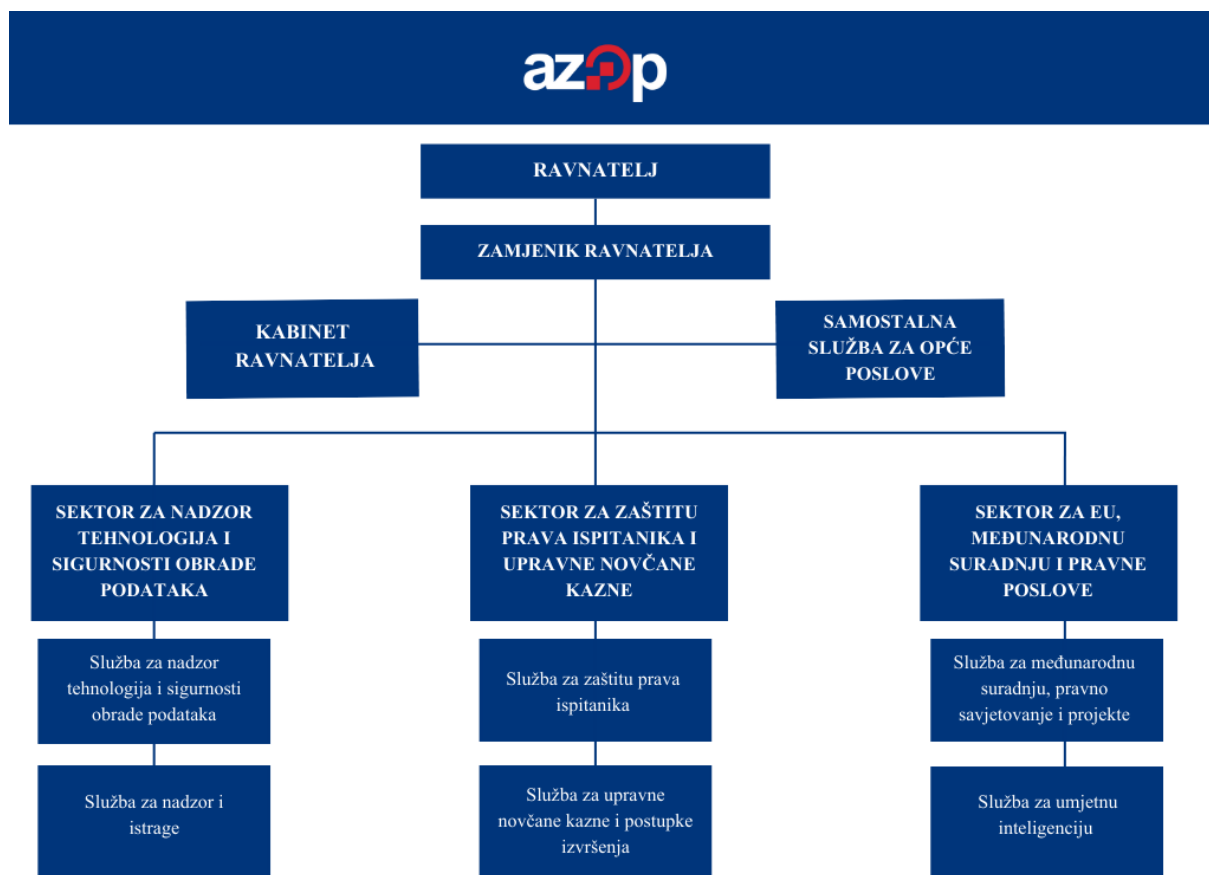 azop
RAVNATELJ
ZAMJENIK RAVNATELJA
KABINET
RAVNATELJA
SAMOSTALNA
SLUŽBA ZA OPĆE
POSLOVE
SEKTOR ZA NADZOR
TEHNOLOGIJA I
SIGURNOSTI OBRADE
PODATAKA
SEKTOR ZA ZAŠTITU
PRAVA ISPITANIKA I
UPRAVNE NOVČANE
KAZNE
SEKTOR ZA EU,
MEĐUNARODNU
SURADNJU I PRAVNE
POSLOVE
Služba za nadzor
tehnologija i sigurnosti
obrade podataka
Služba za zaštitu prava
ispitanika
Služba za međunarodnu
suradnju, pravno
savjetovanje i projekte
Služba za nadzor i
istrage
Služba za upravne
novčane kazne i postupke
izvršenja
Služba za umjetnu
inteligenciju